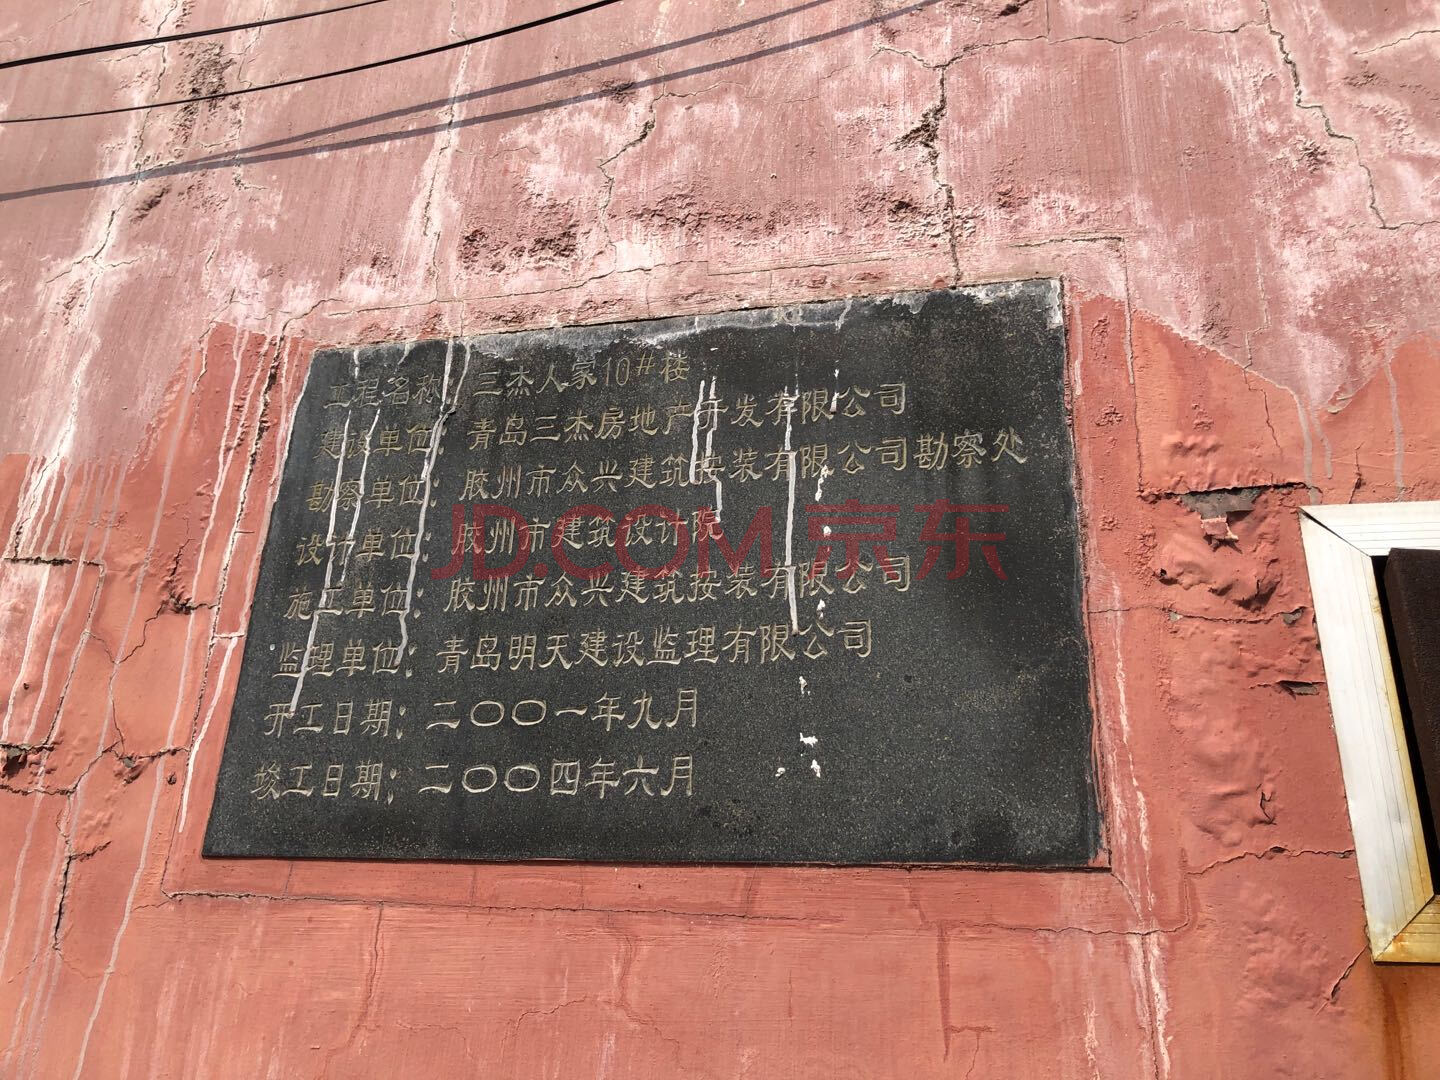 工程名称：三杰人家10#楼
建设单位：青岛三杰房地产开发有限公司
勘察单位：胶州市众兴建筑按装有限公司勘察处
设计单位：胶州市建筑设计院
JD.COM 京东
施工单位：胶州市众兴建筑按装有限公司
监理单位：青岛明天建设监理有限公司
开工日期：二〇〇一年九月
竣工日期：二〇〇四年六月